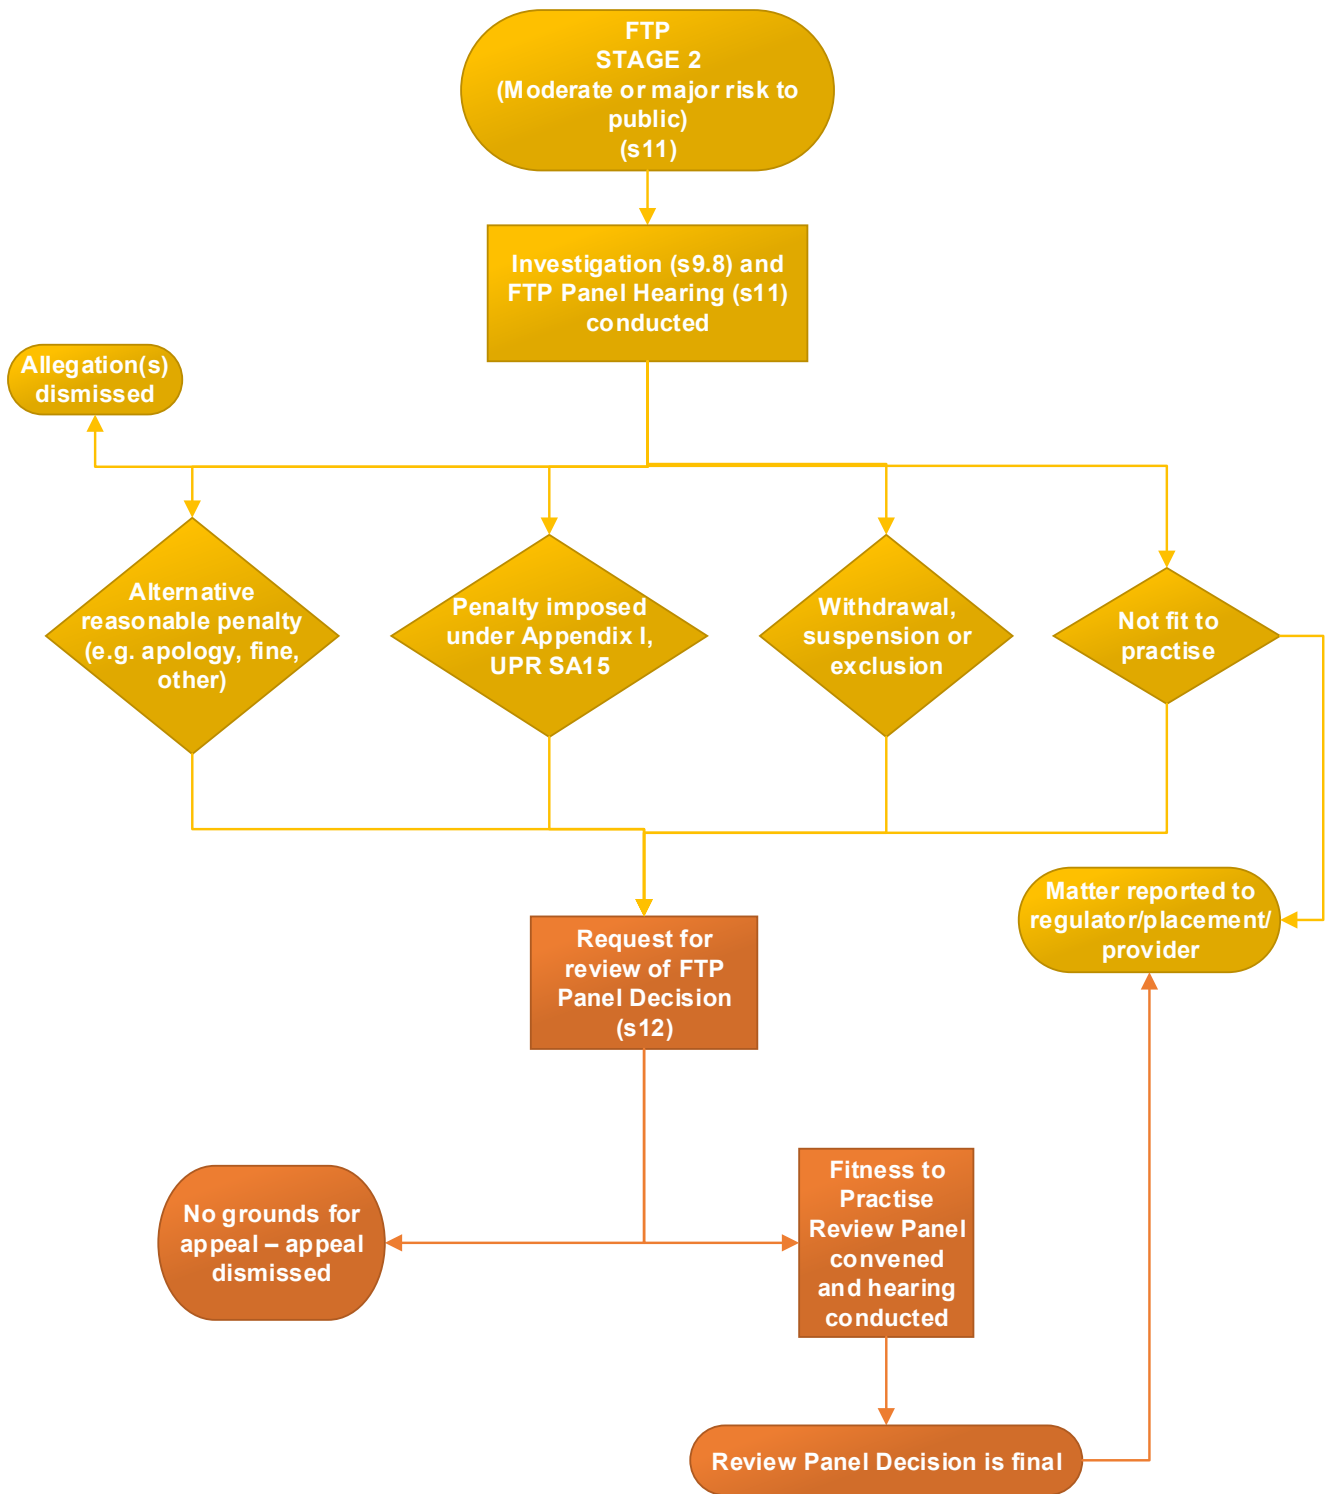 FTP
STAGE 2
(Moderate or major risk to
public)
(s11)
Investigation (s9.8) and
FTP Panel Hearing (s11)
conducted
Allegation(s)
dismissed
Alternative
reasonable penalty
(e.g. apology, fine,
other)
Penalty imposed
under Appendix I,
UPR SA15
Withdrawal,
suspension or
exclusion
Not fit to
practise
Matter reported to
regulator/placement/
provider
Request for
review of FTP
Panel Decision
(s12)
No grounds for
appeal – appeal
dismissed
Fitness to
Practise
Review Panel
convened
and hearing
conducted
Review Panel Decision is final